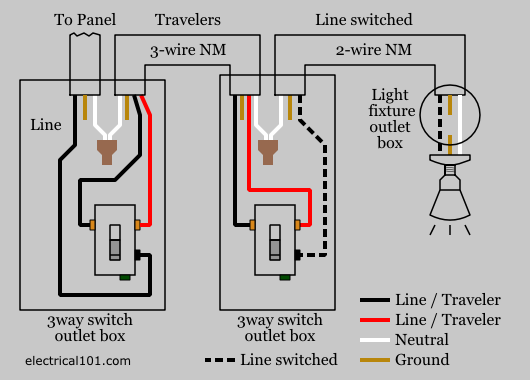 To Panel
Travelers
Line switched
3-wire NM
2-wire NM
Line
Light
fixture
outlet
box
3way switch
outlet box
3way switch
outlet box
Line / Traveler
Line / Traveler
Neutral
Ground
Line switched
electrical101.com